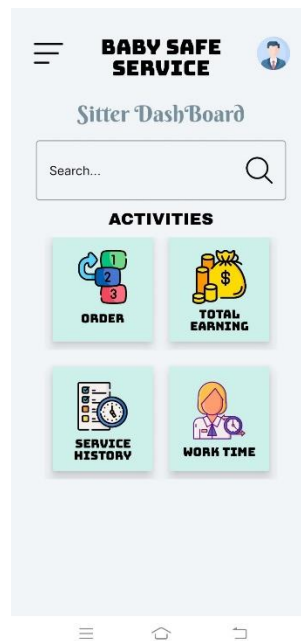 BABY SAFE
SERVICE
Sitter DashBoard
Search...
ACTIVITIES
1
2
3
ORDER
$
TOTAL
EARNING
SERVICE
HISTORY
WORK TIME